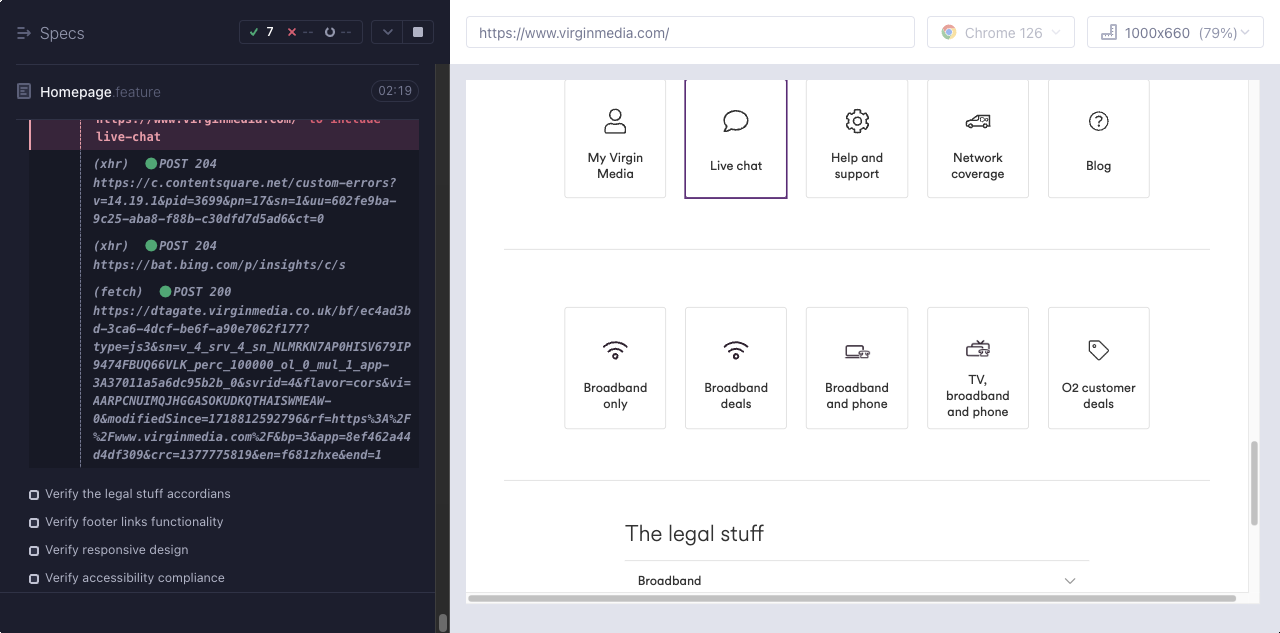 Specs
7
--
--
Homepage.feature
02:19
https://www.virginmedia.com/ to include
live-chat
(xhr) POST 204
https://c.contentsquare.net/custom-errors?
v=14.19.1&pid=3699&pn=17&sn=1&uu=602fe9ba-
9c25-aba8-f88b-c30dfd7d5ad6&ct=0
(xhr) POST 204
https://bat.bing.com/p/insights/c/s
(fetch) POST 200
https://dtagate.virginmedia.co.uk/bf/ec4ad3b
d-3ca6-4dcf-be6f-a90e7062f177?
type=js3&sn=v_4_srv_4_sn_NLMRKN7AP0HISV679IP
9474FBUQ66VLK_perc_100000_ol_0_mul_1_app-
3A37011a5a6dc95b2b_0&svrid=4&flavor=cors&vi=
AARPCNUIMQJHGGASOKUDKQTHAISWMEAW-
0&modifiedSince=1718812592796&rf=https%3A%2F
%2Fwww.virginmedia.com%2F&bp=3&app=8ef462a44
d4df309&crc=1377775819&en=f681zhxe&end=1
Verify the legal stuff accordians
Verify footer links functionality
Verify responsive design
Verify accessibility compliance
https://www.virginmedia.com/
Chrome 126
1000x660 (79%)
My Virgin
Media
Live chat
Help and
support
Network
coverage
Blog
Broadband
only
Broadband
deals
Broadband
and phone
TV,
broadband
and phone
O2 customer
deals
The legal stuff
Broadband